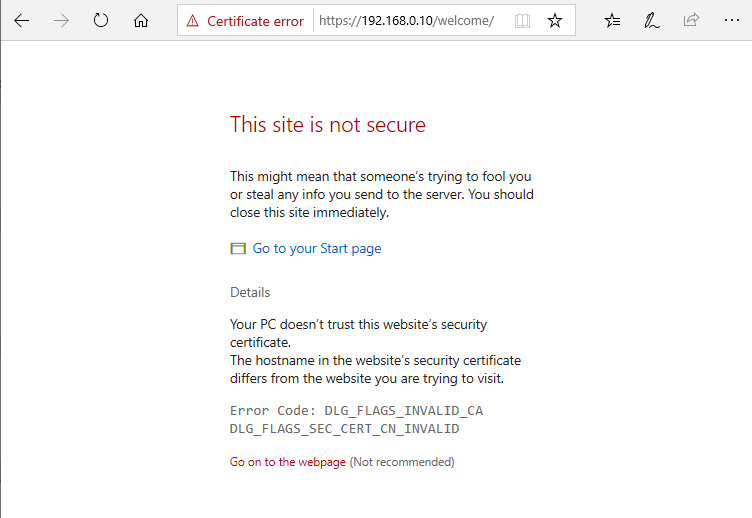 Certificate error https://192.168.0.10/welcome/
This site is not secure
This might mean that someone’s trying to fool you
or steal any info you send to the server. You should
close this site immediately.
Go to your Start page
Details
Your PC doesn’t trust this website’s security
certificate.
The hostname in the website’s security certificate
differs from the website you are trying to visit.
Error Code: DLG_FLAGS_INVALID_CA
DLG_FLAGS_SEC_CERT_CN_INVALID
Go on to the webpage (Not recommended)